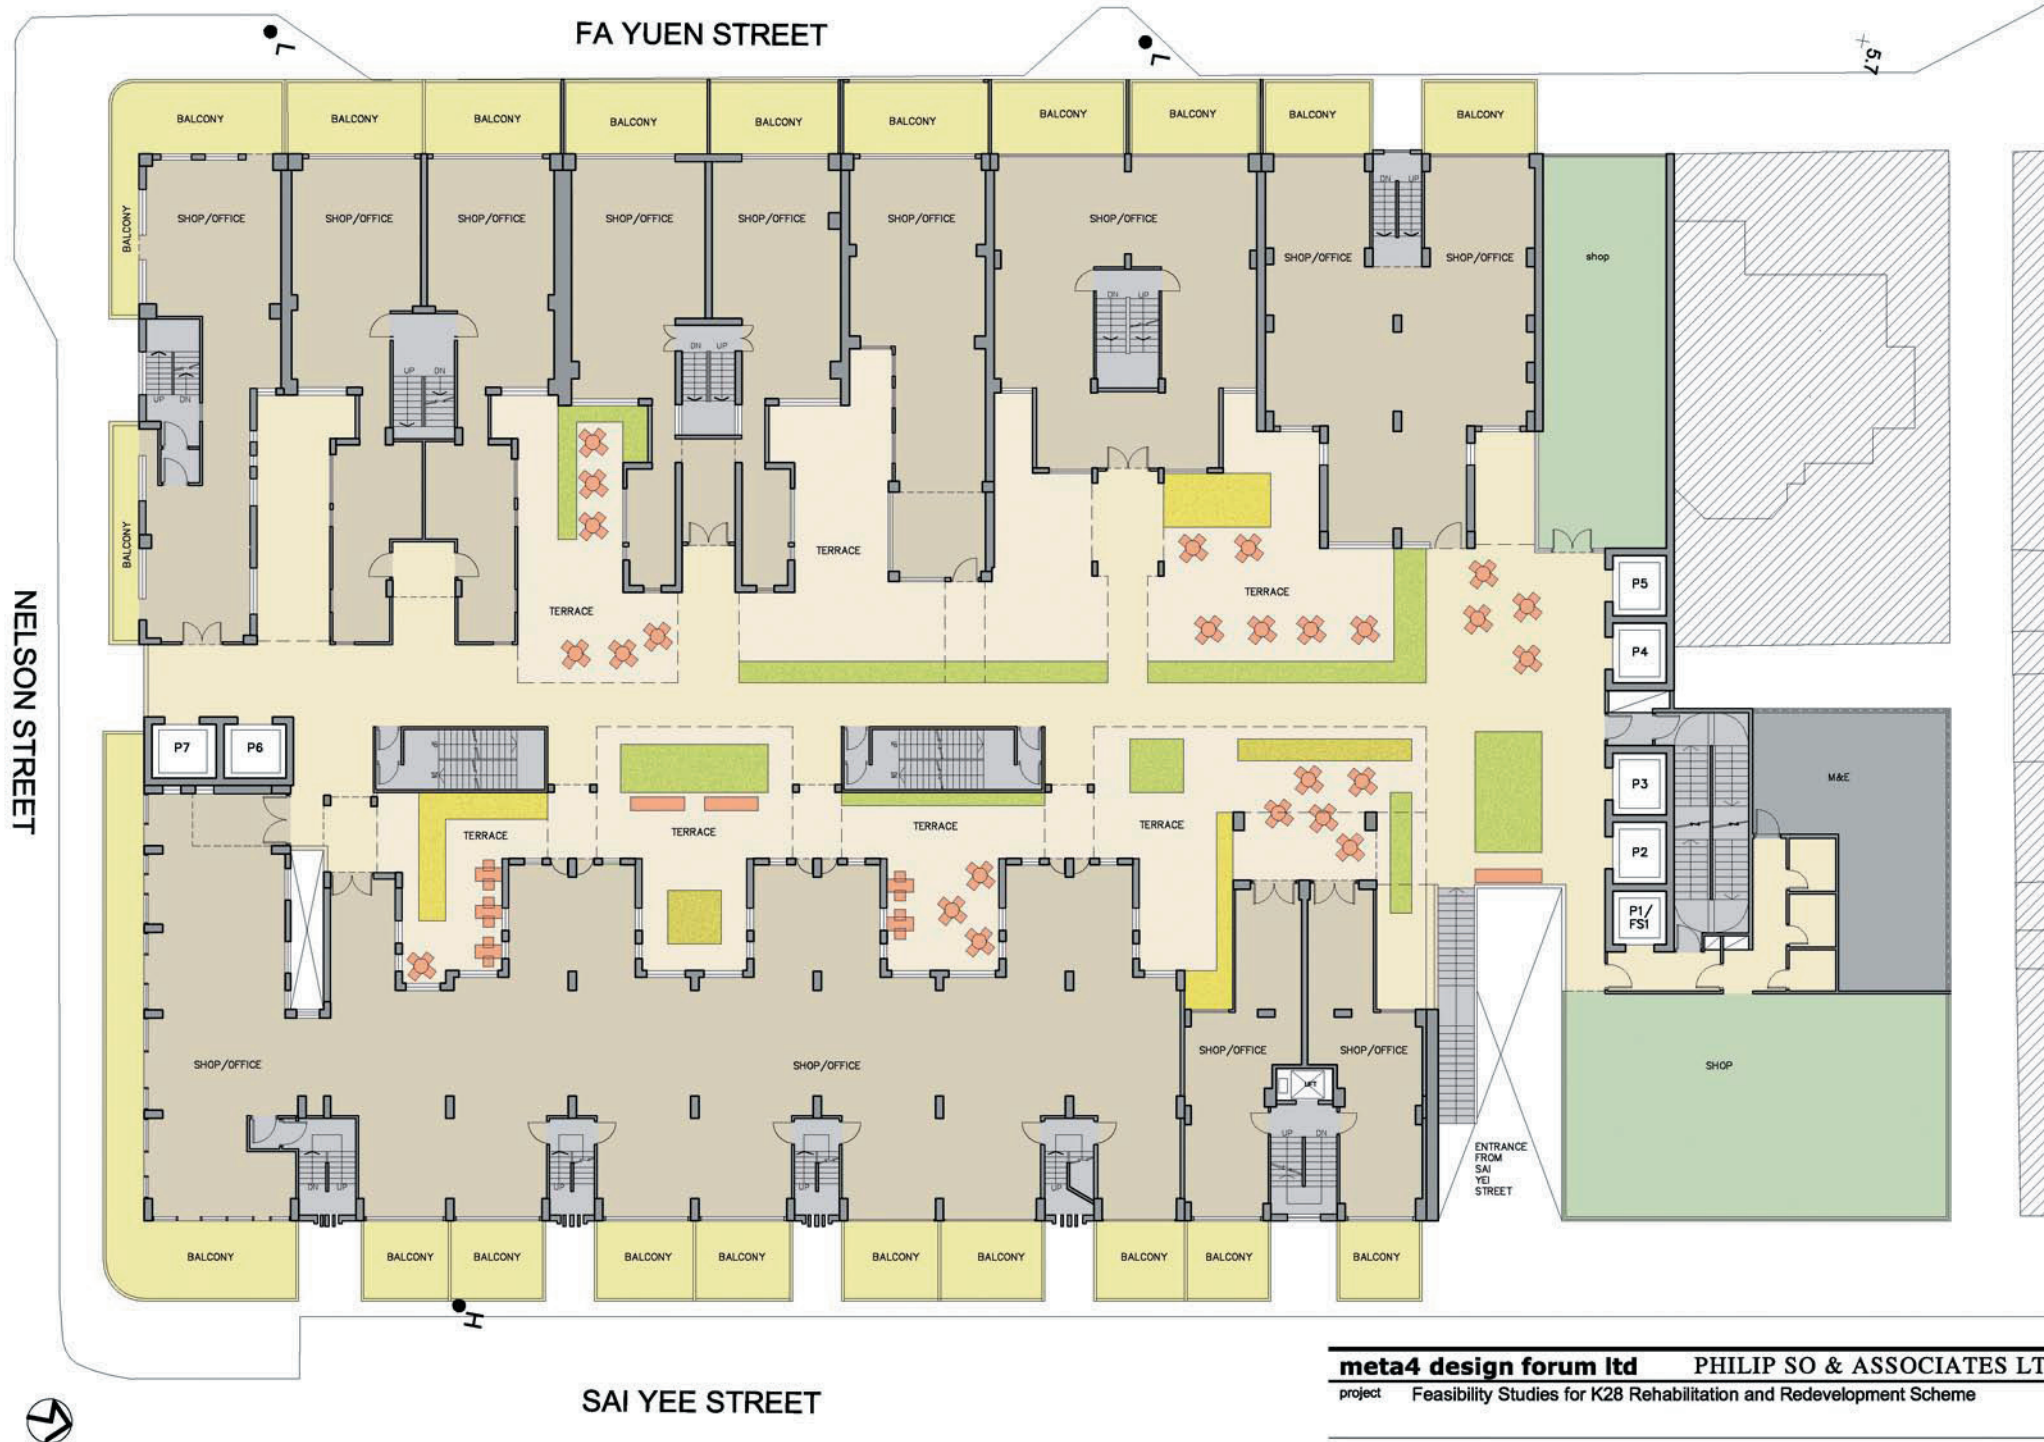 FA YUEN STREET
L
L
5.7
BALCONY
BALCONY
BALCONY
BALCONY
BALCONY
BALCONY
BALCONY
BALCONY
BALCONY
BALCONY
BALCONY
SHOP/OFFICE
SHOP/OFFICE
SHOP/OFFICE
SHOP/OFFICE
SHOP/OFFICE
SHOP/OFFICE
SHOP/OFFICE
SHOP/OFFICE
SHOP/OFFICE
shop
DN UP
DN UP
DN UP
UP DN
UP DN
BALCONY
TERRACE
TERRACE
TERRACE
P5
P4
NELSON STREET
P7
P6
P3
M&E
TERRACE
TERRACE
TERRACE
TERRACE
P2
P1/
FS1
SHOP/OFFICE
SHOP/OFFICE
SHOP/OFFICE
SHOP/OFFICE
SHOP
LIFT
UP DN
DN UP
UP
UP
UP
ENTRANCE
FROM
SAI
YEI
STREET
BALCONY
BALCONY
BALCONY
BALCONY
BALCONY
BALCONY
BALCONY
BALCONY
BALCONY
BALCONY
H
SAI YEE STREET
meta4 design forum ltd PHILIP SO & ASSOCIATES LT
project Feasibility Studies for K28 Rehabilitation and Redevelopment Scheme